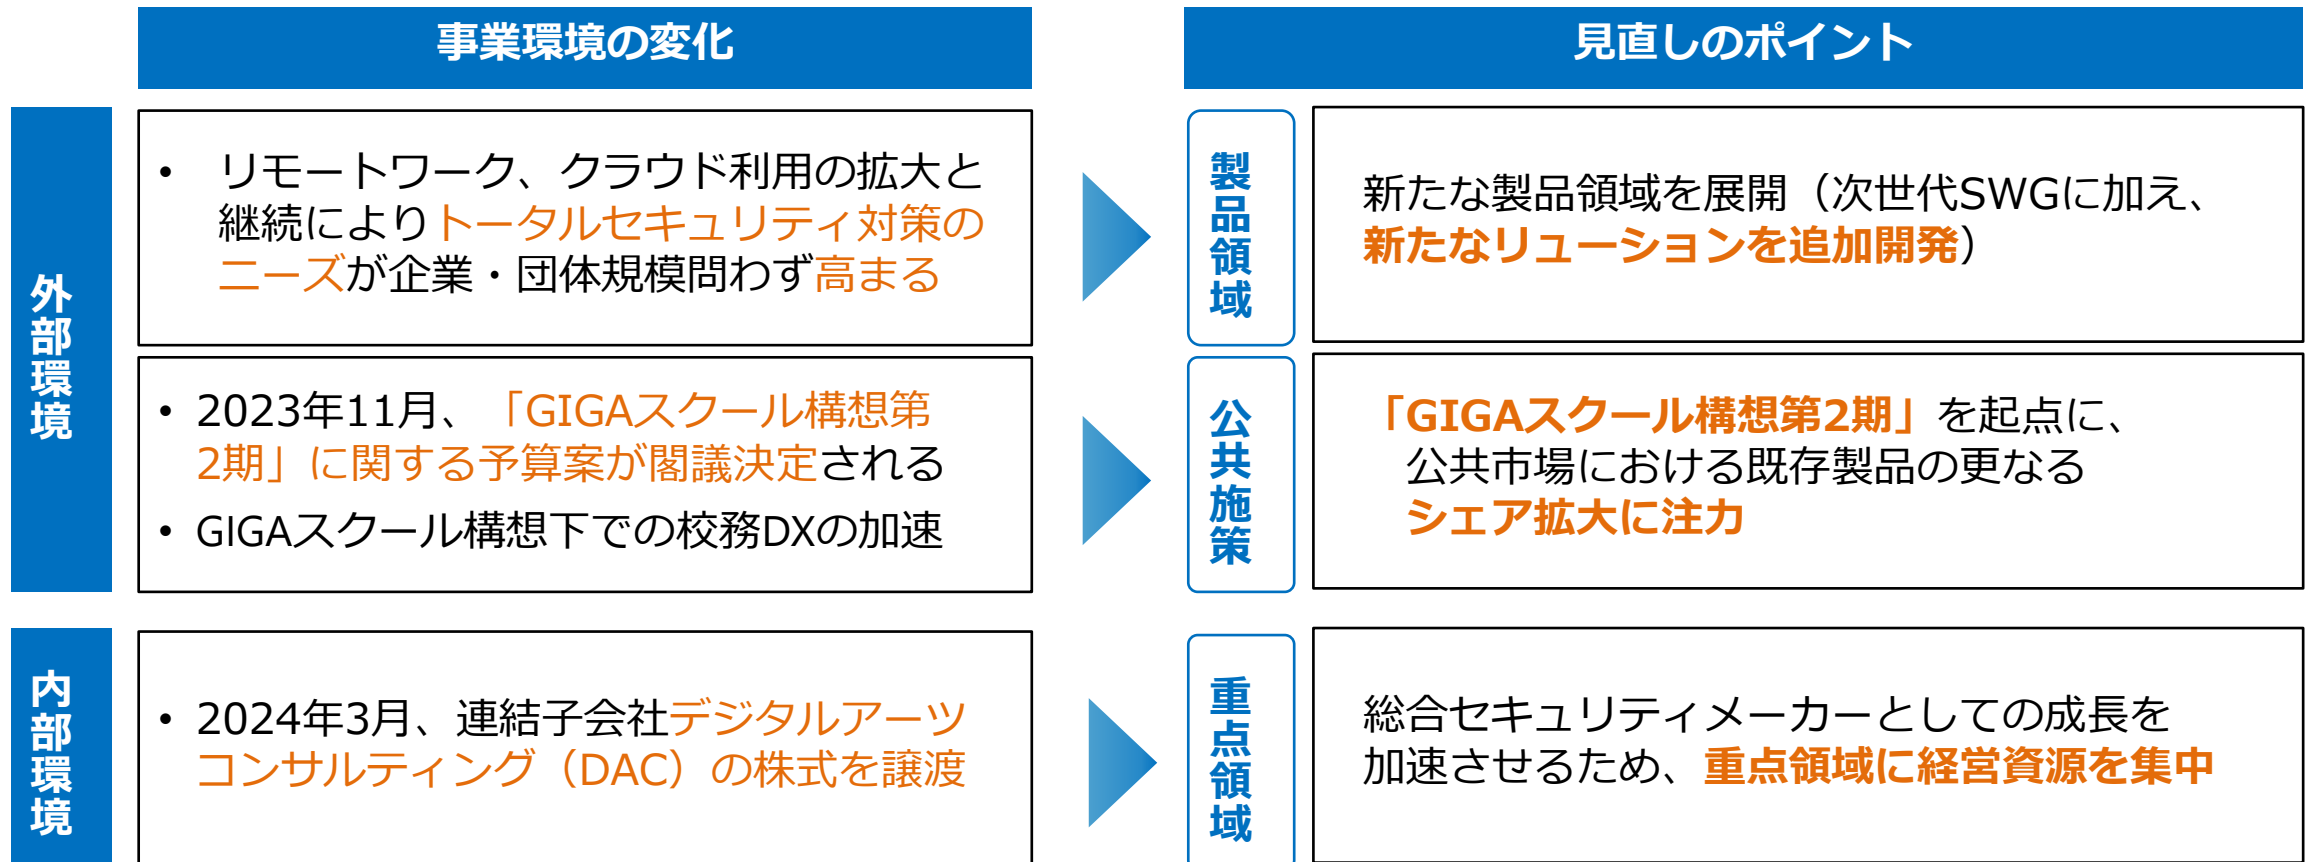 事業環境の変化
見直しのポイント
外部環境
• リモートワーク、クラウド利用の拡大と
継続によりトータルセキュリティ対策の
ニーズが企業・団体規模問わず高まる
製品領域
新たな製品領域を展開（次世代SWGに加え、
新たなリューションを追加開発）
• 2023年11月、「GIGAスクール構想第
2期」に関する予算案が閣議決定される
• GIGAスクール構想下での校務DXの加速
公共施策
「GIGAスクール構想第2期」を起点に、
公共市場における既存製品の更なる
シェア拡大に注力
内部環境
• 2024年3月、連結子会社デジタルアーツ
コンサルティング（DAC）の株式を譲渡
重点領域
総合セキュリティメーカーとしての成長を
加速させるため、重点領域に経営資源を集中